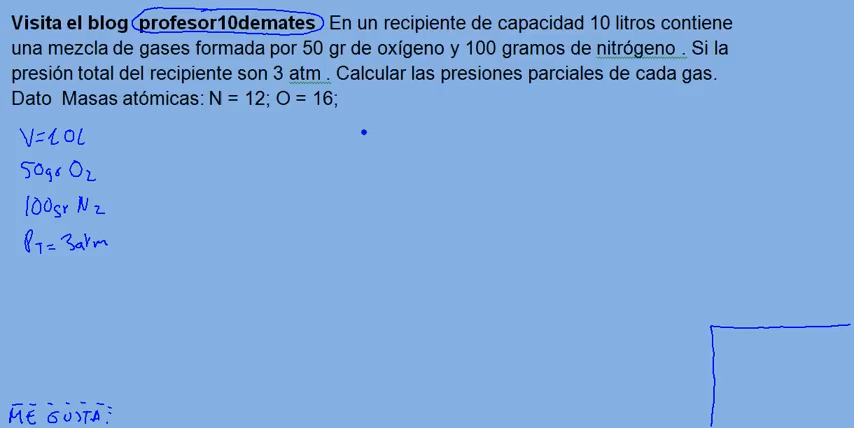 Visita el blog profesor10demates En un recipiente de capacidad 10 litros contiene
una mezcla de gases formada por 50 gr de oxígeno y 100 gramos de nitrógeno . Si la
presión total del recipiente son 3 atm . Calcular las presiones parciales de cada gas.
Dato Masas atómicas: N = 12; O = 16;
V=10L
50gr O2
100gr N2
PT = 3atm
ME GUSTA: